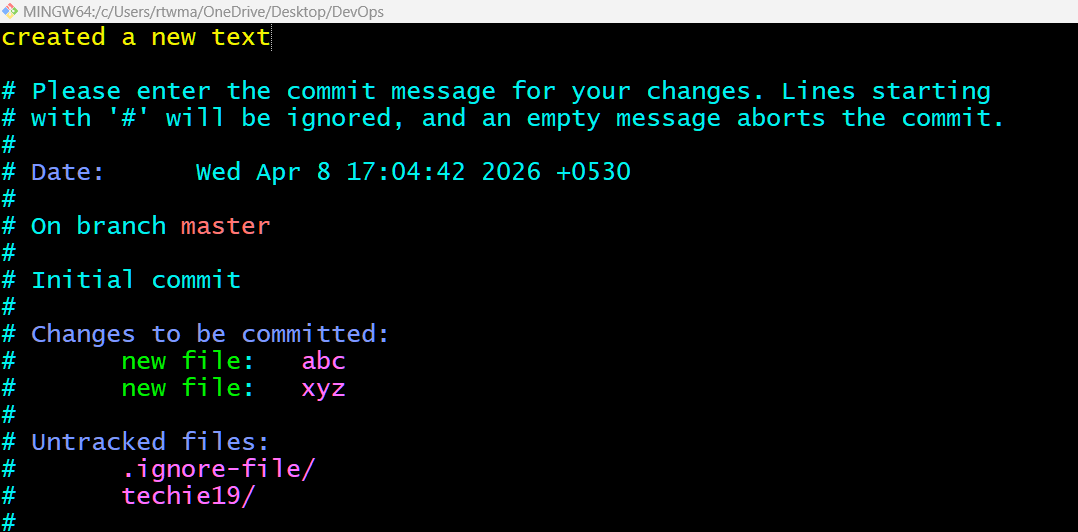 MINGW64:/c/Users/rtwma/OneDrive/Desktop/DevOps
created a new text
# Please enter the commit message for your changes. Lines starting
# with '#' will be ignored, and an empty message aborts the commit.
#
# Date:      Wed Apr 8 17:04:42 2026 +0530
#
# On branch master
#
# Initial commit
#
# Changes to be committed:
#       new file:   abc
#       new file:   xyz
#
# Untracked files:
#       .ignore-file/
#       techie19/
#